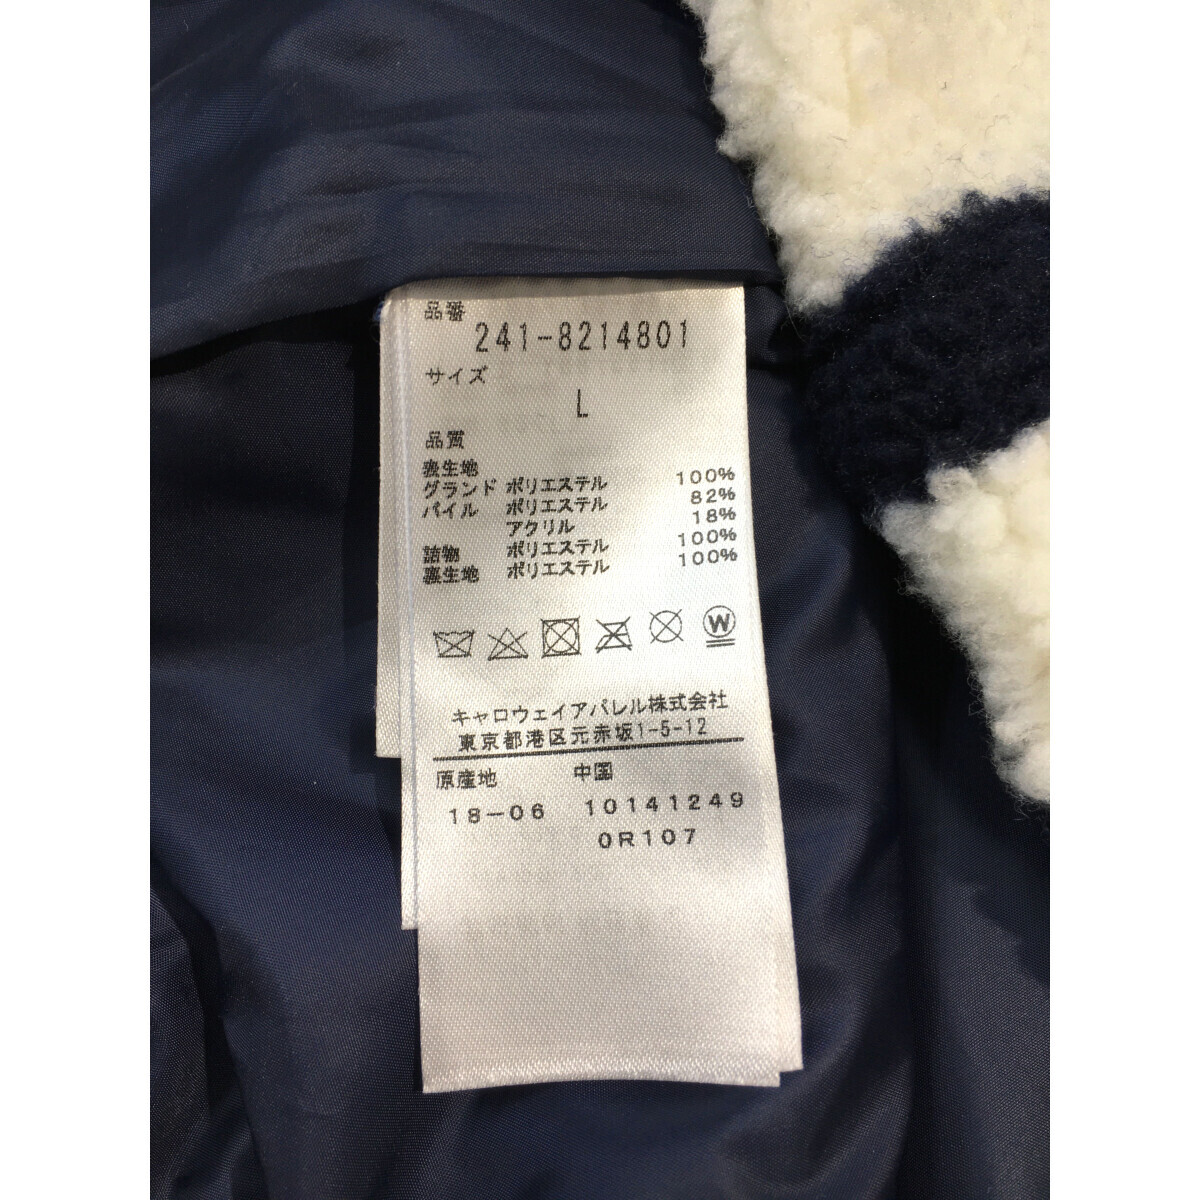 品番
241-8214801
サイズ
L
品質
表生地
グランド ポリエステル 100%
パイル ポリエステル 82%
アクリル 18%
詰物 ポリエステル 100%
裏生地 ポリエステル 100%
W
キャロウェイアパレル株式会社
東京都港区元赤坂1-5-12
原産地 中国
18-06 10141249
0R107